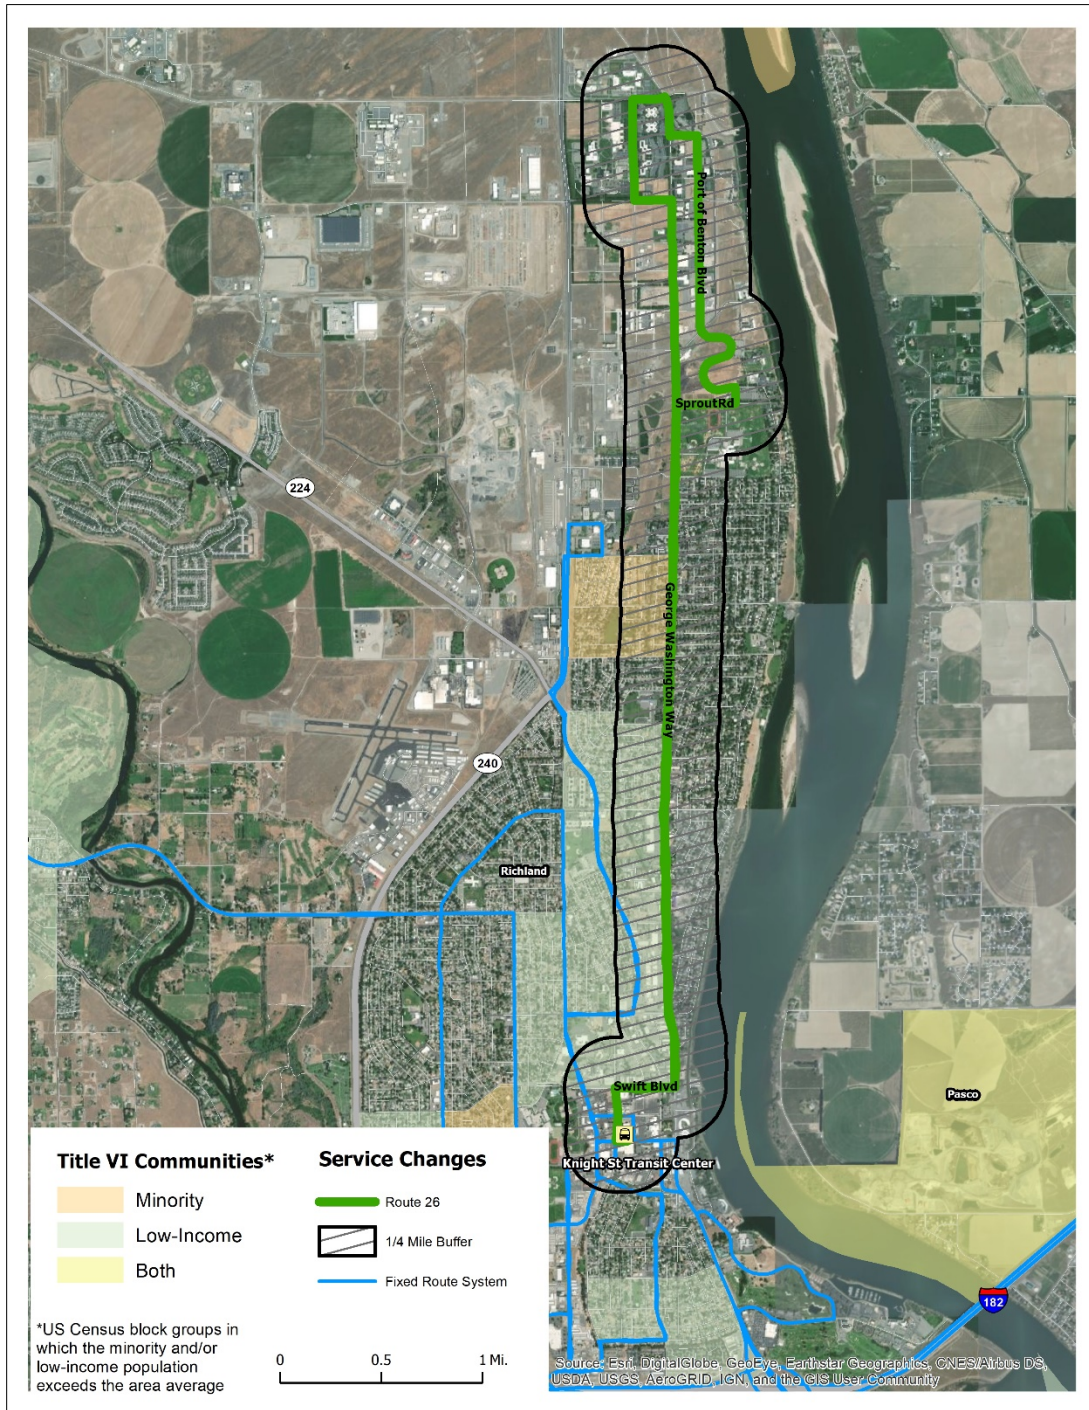 Port of Benton Blvd
SproutRd
224
George Washington Way
240
Richland
Swift Blvd
Pasco
Knight St Transit Center
182
Title VI Communities*
Minority
Low-Income
Both
Service Changes
Route 26
1/4 Mile Buffer
Fixed Route System
*US Census block groups in
which the minority and/or
low-income population
exceeds the area average
0 0.5 1 Mi.
Source: Esri, DigitalGlobe, GeoEye, Earthstar Geographics, CNES/Airbus DS,
USDA, USGS, AeroGRID, IGN, and the GIS User Community